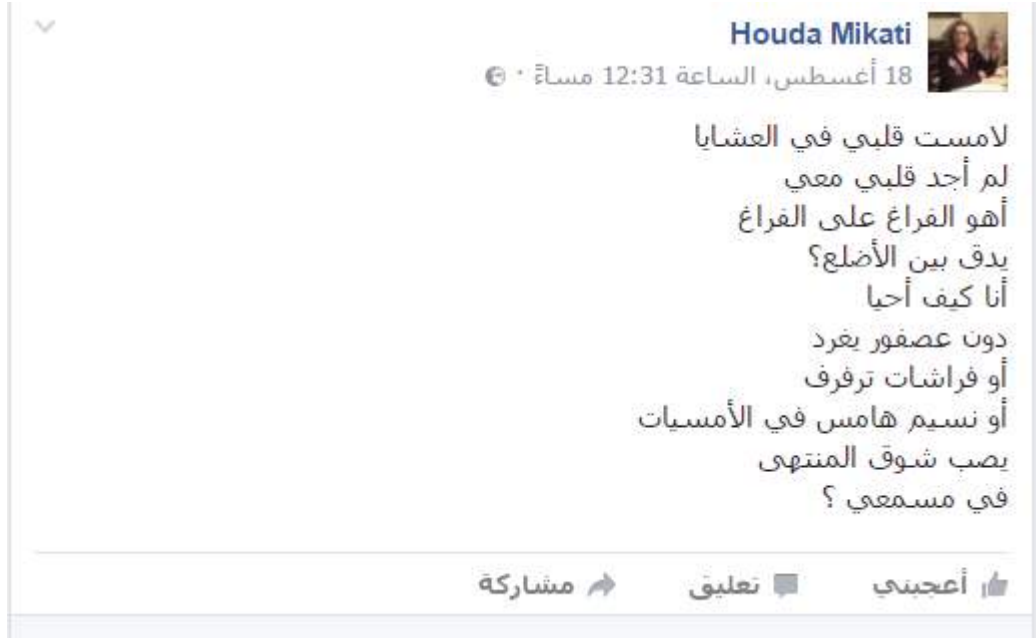 Houda Mikati
18 أغسطس، الساعة 12:31 مساءً ·
لامست قلبي في العشايا
لم أجد قلبي معي
أهو الفراغ على الفراغ
يدق بين الأضلع؟
أنا كيف أحيا
دون عصفور يغرد
أو فراشات ترفرف
أو نسيم هامس في الأمسيات
يصب شوق المنتهى
في مسمعي ؟
أعجبني تعليق مشاركة